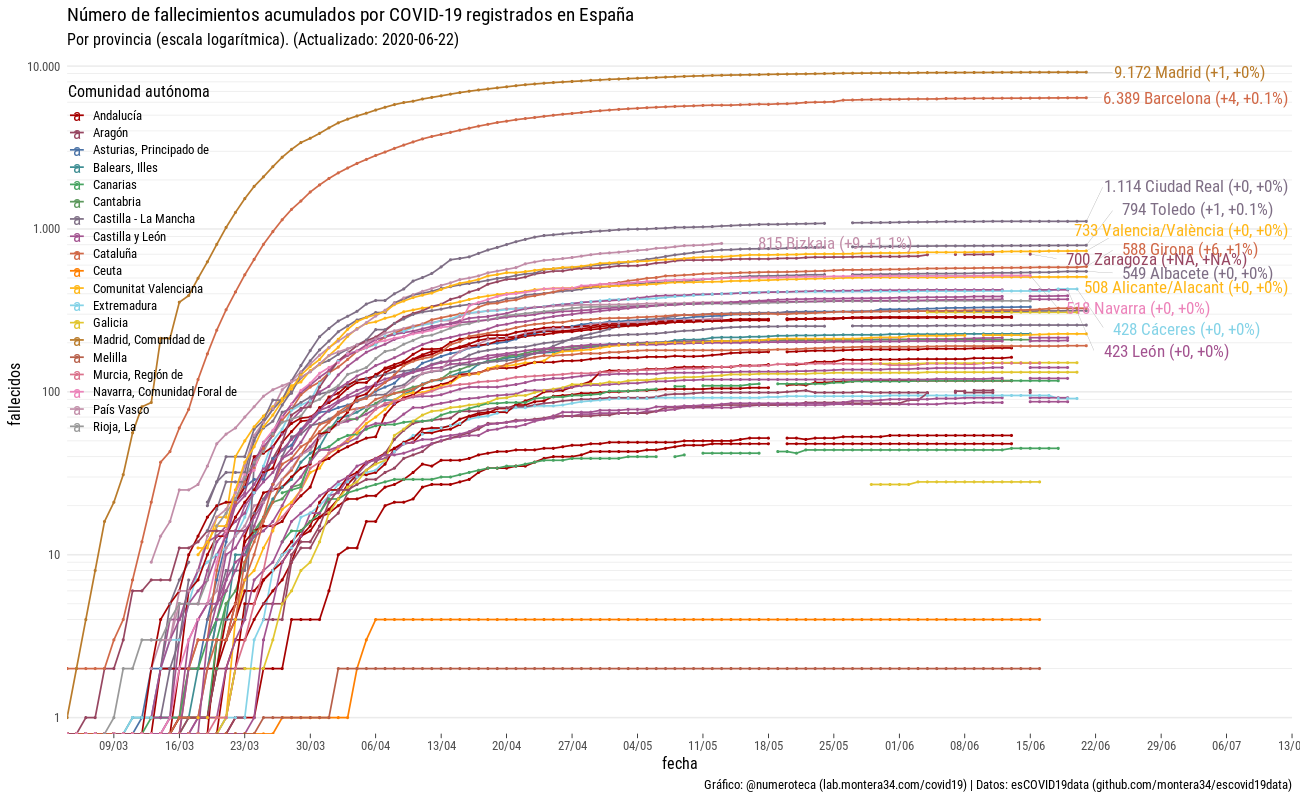 Número de fallecimientos acumulados por COVID-19 registrados en España
Por provincia (escala logarítmica). (Actualizado: 2020-06-22)
10.000
1.000
100
10
1
fallecidos
Comunidad autónoma
Andalucía
Aragón
Asturias, Principado de
Balears, Illes
Canarias
Cantabria
Castilla - La Mancha
Castilla y León
Cataluña
Ceuta
Comunitat Valenciana
Extremadura
Galicia
Madrid, Comunidad de
Melilla
Murcia, Región de
Navarra, Comunidad Foral de
País Vasco
Rioja, La
9.172 Madrid (+1, +0%)
6.389 Barcelona (+4, +0.1%)
1.114 Ciudad Real (+0, +0%)
794 Toledo (+1, +0.1%)
733 Valencia/València (+0, +0%)
815 Bizkaia (+9, +1.1%)
588 Girona (+6, +1%)
700 Zaragoza (+NA, +NA%)
549 Albacete (+0, +0%)
508 Alicante/Alacant (+0, +0%)
Navarra (+0, +0%)
428 Cáceres (+0, +0%)
423 León (+0, +0%)
09/03 16/03 23/03 30/03 06/04 13/04 20/04 27/04 04/05 11/05 18/05 25/05 01/06 08/06 15/06 22/06 29/06 06/07 13/0
fecha
Gráfico: @numeroteca (lab.montera34.com/covid19) | Datos: esCOVID19data (github.com/montera34/escovid19data)